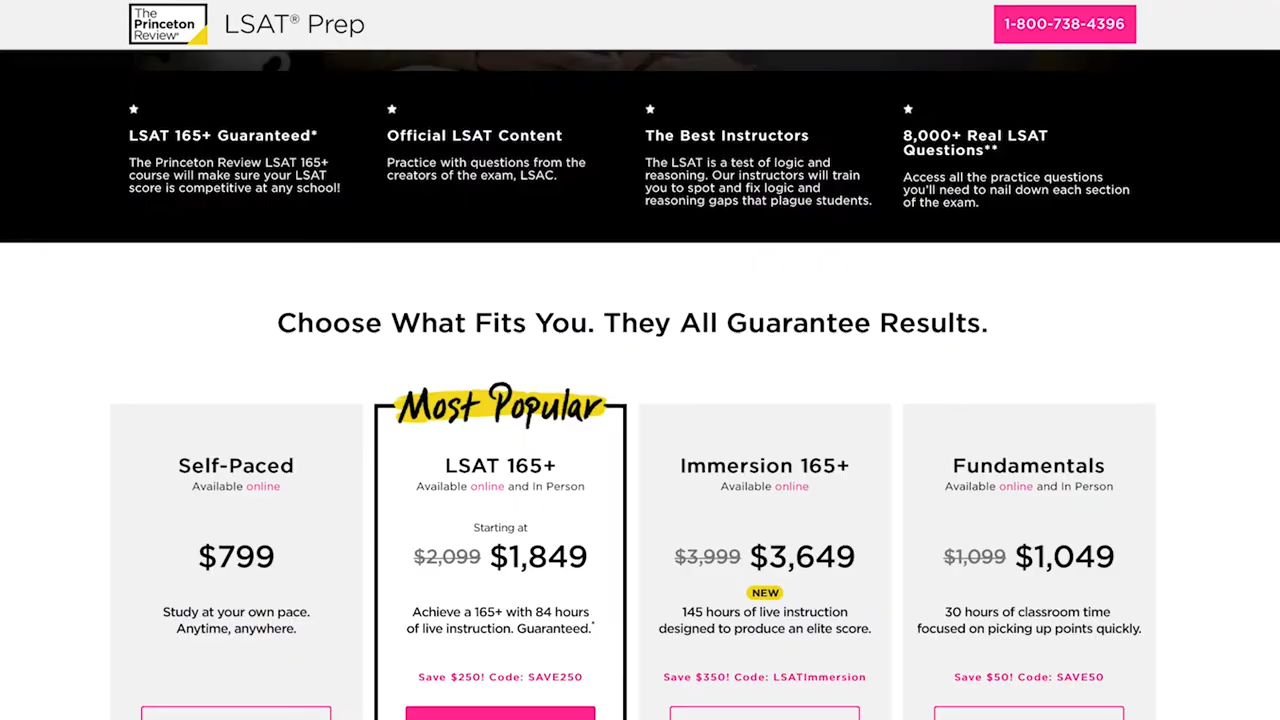 The
Princeton
Review®
LSAT® Prep
1-800-738-4396
LSAT 165+ Guaranteed*
The Princeton Review LSAT 165+
course will make sure your LSAT
score is competitive at any school!
Official LSAT Content
Practice with questions from the
creators of the exam, LSAC.
The Best Instructors
The LSAT is a test of logic and
reasoning. Our instructors will train
you to spot and fix logic and
reasoning gaps that plague students.
8,000+ Real LSAT
Questions**
Access all the practice questions
you'll need to nail down each section
of the exam.
Choose What Fits You. They All Guarantee Results.
Self-Paced
Available online
$799
Study at your own pace.
Anytime, anywhere.
Most Popular
LSAT 165+
Available online and In Person
Starting at
$2,099 $1,849
Achieve a 165+ with 84 hours
of live instruction. Guaranteed.*
Save $250! Code: SAVE250
Immersion 165+
Available online
$3,999 $3,649
NEW
145 hours of live instruction
designed to produce an elite score.
Save $350! Code: LSATImmersion
Fundamentals
Available online and In Person
$1,099 $1,049
30 hours of classroom time
focused on picking up points quickly.
Save $50! Code: SAVE50